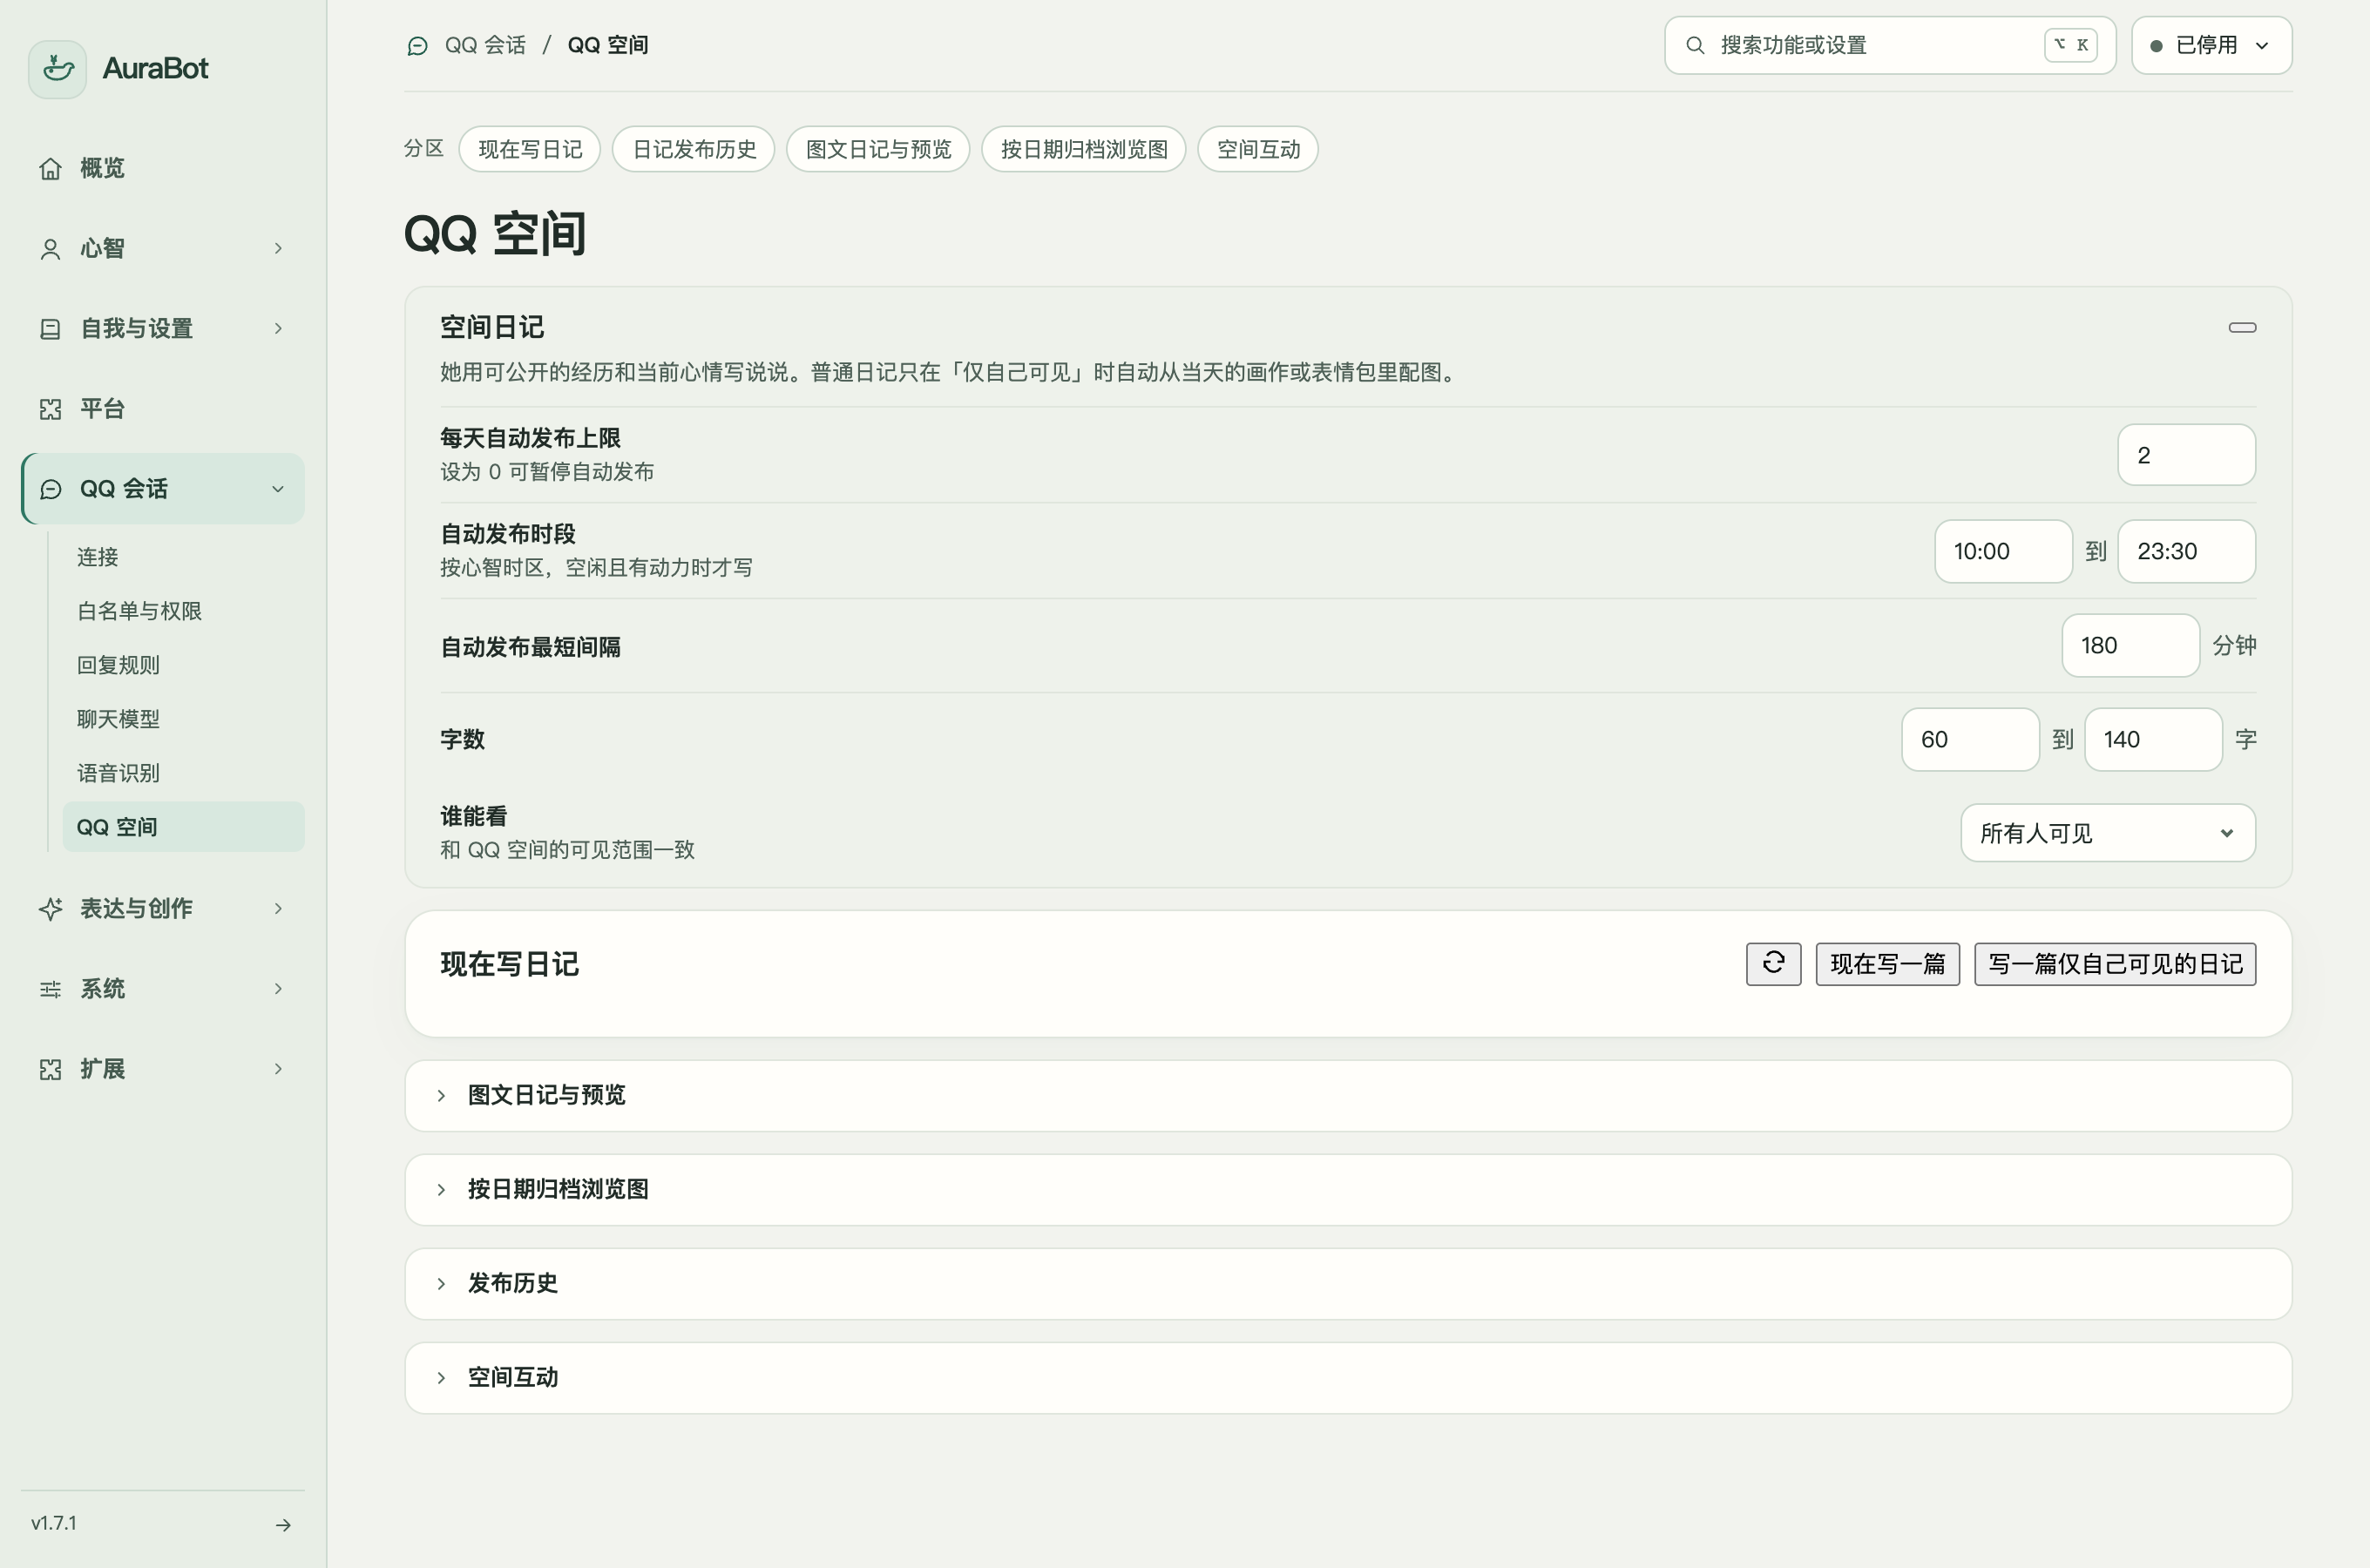 AuraBot
概览
心智
自我与设置
平台
QQ 会话
连接
白名单与权限
回复规则
聊天模型
语音识别
QQ 空间
表达与创作
系统
扩展
v1.7.1
QQ 会话 / QQ 空间
搜索功能或设置 ⌥ K
已停用
分区 现在写日记 日记发布历史 图文日记与预览 按日期归档浏览图 空间互动
QQ 空间
空间日记
她用可公开的经历和当前心情写说说。普通日记只在「仅自己可见」时自动从当天的画作或表情包里配图。
每天自动发布上限
设为 0 可暂停自动发布
2
自动发布时段
按心智时区，空闲且有动力时才写
10:00 到 23:30
自动发布最短间隔
180 分钟
字数
60 到 140 字
谁能看
和 QQ 空间的可见范围一致
所有人可见
现在写日记
现在写一篇
写一篇仅自己可见的日记
图文日记与预览
按日期归档浏览图
发布历史
空间互动